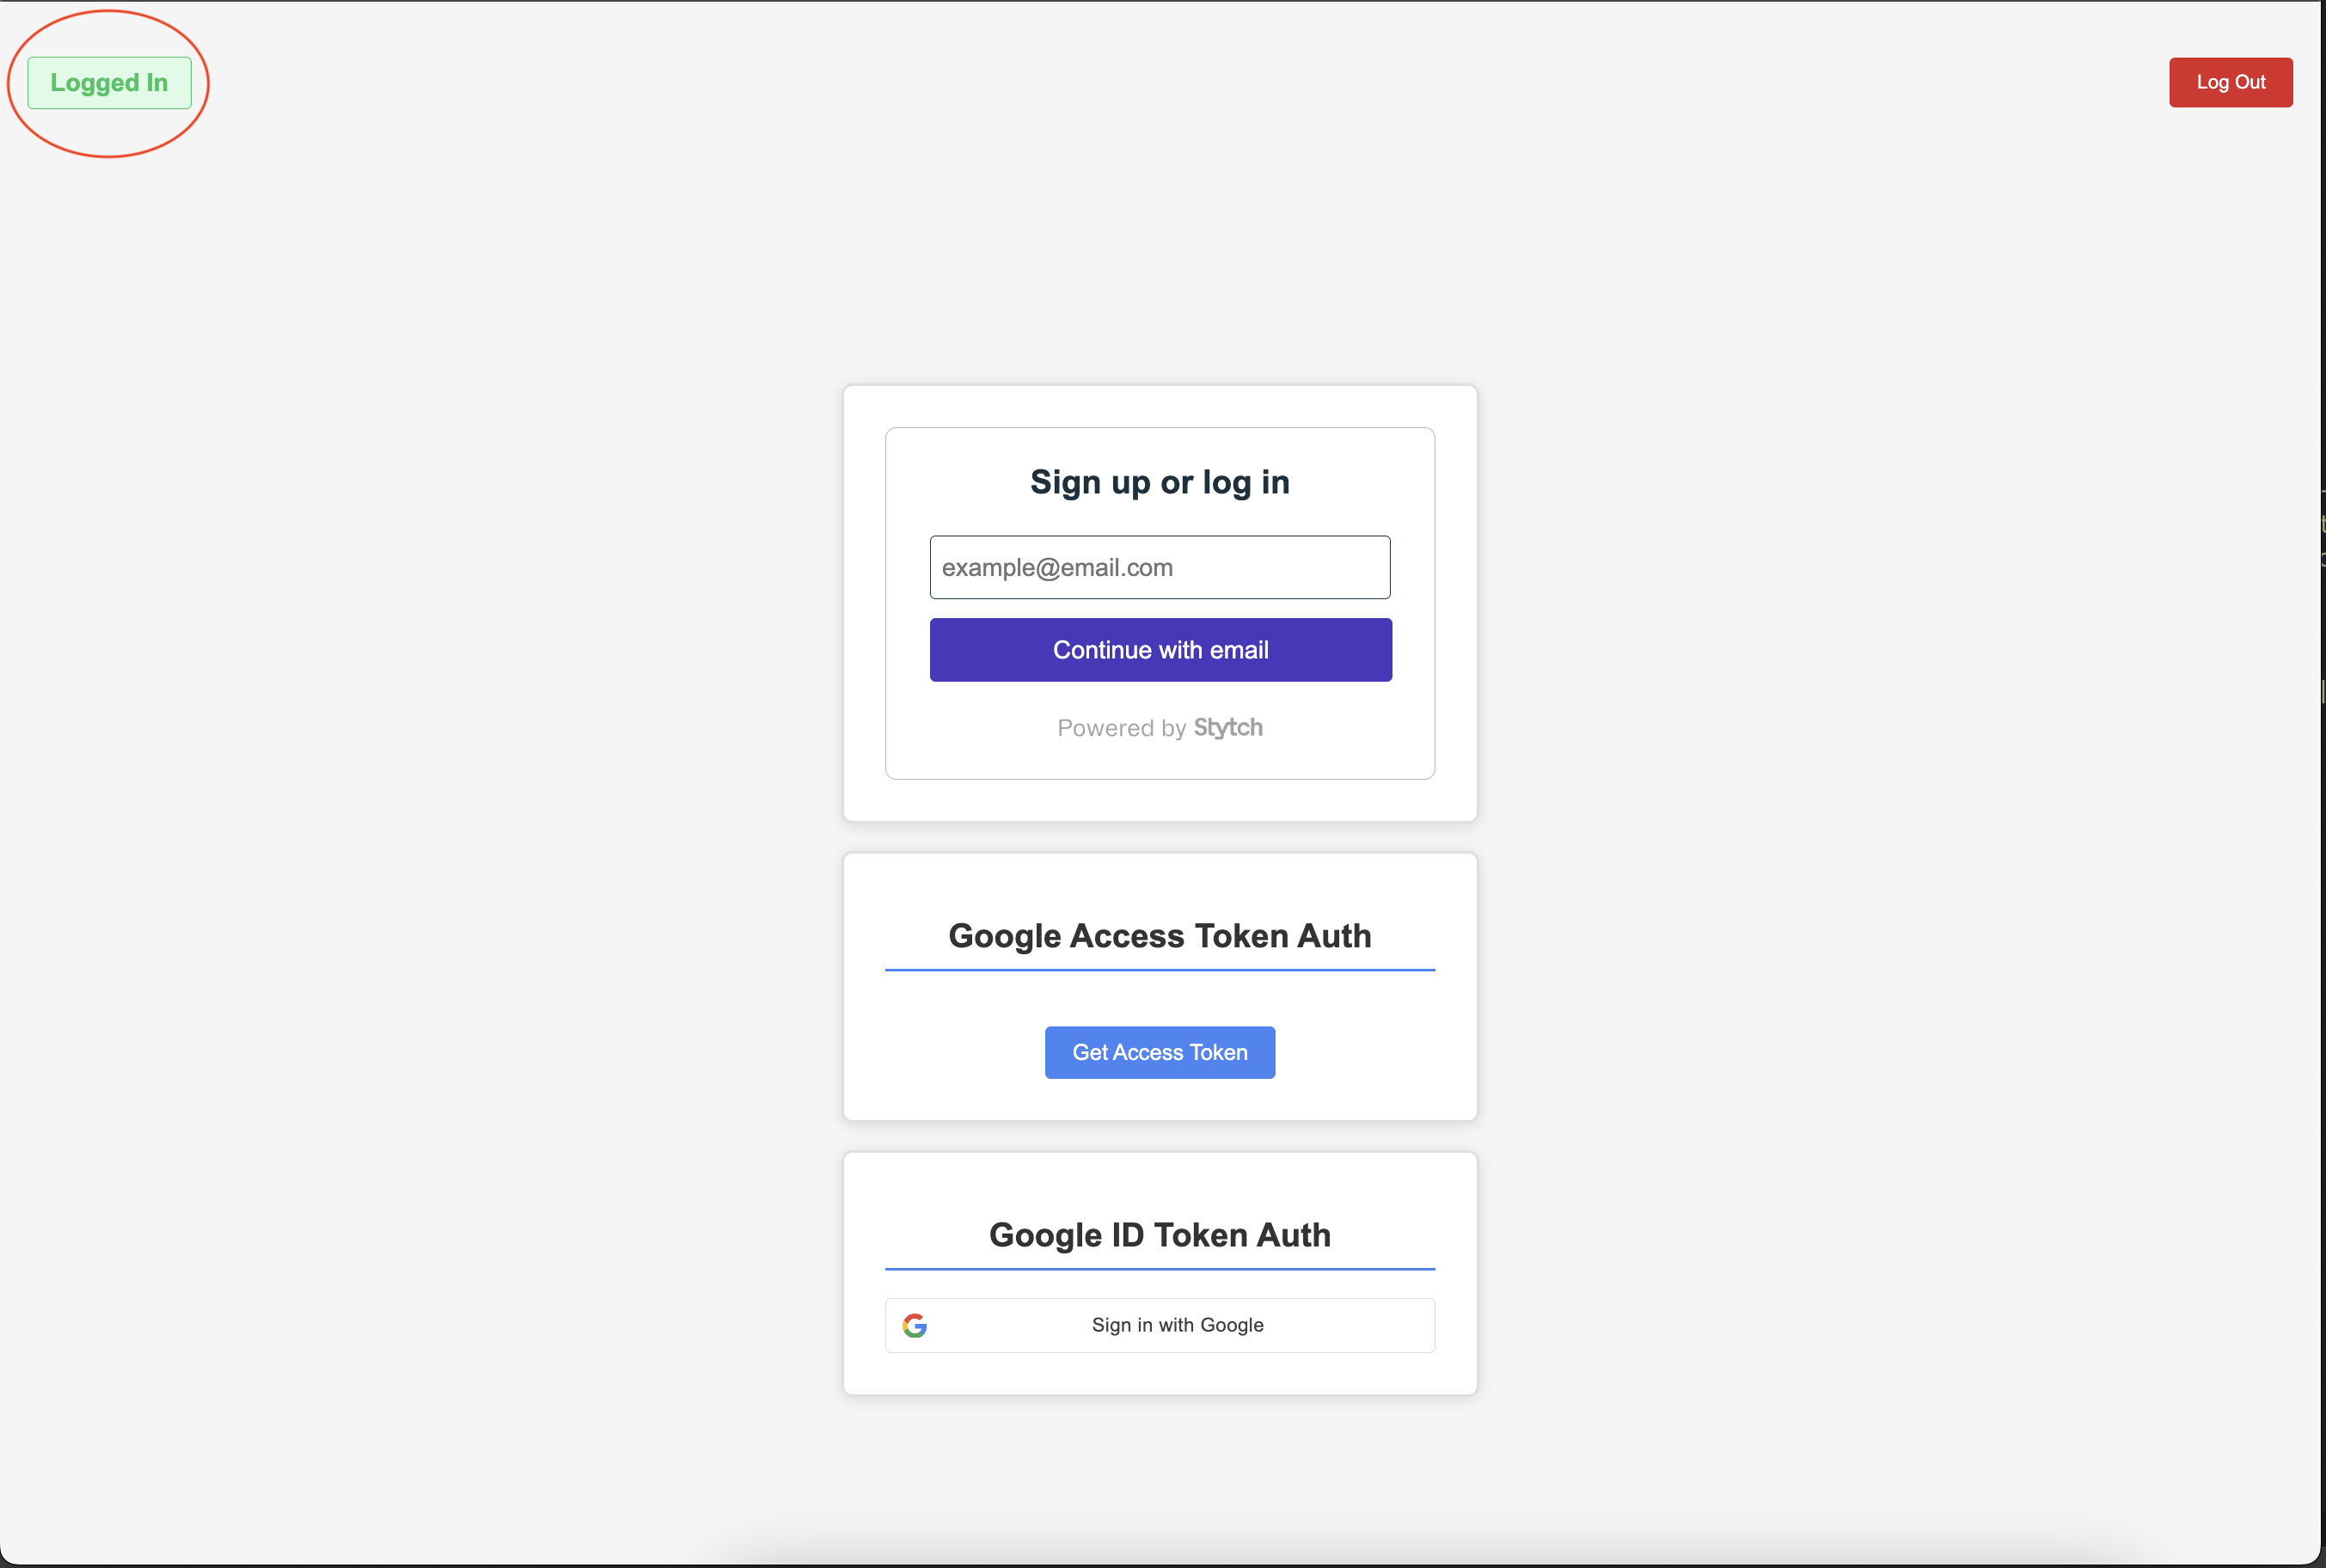 Logged In
Log Out
Sign up or log in
example@email.com
Continue with email
Powered by Stytch
Google Access Token Auth
Get Access Token
Google ID Token Auth
Sign in with Google